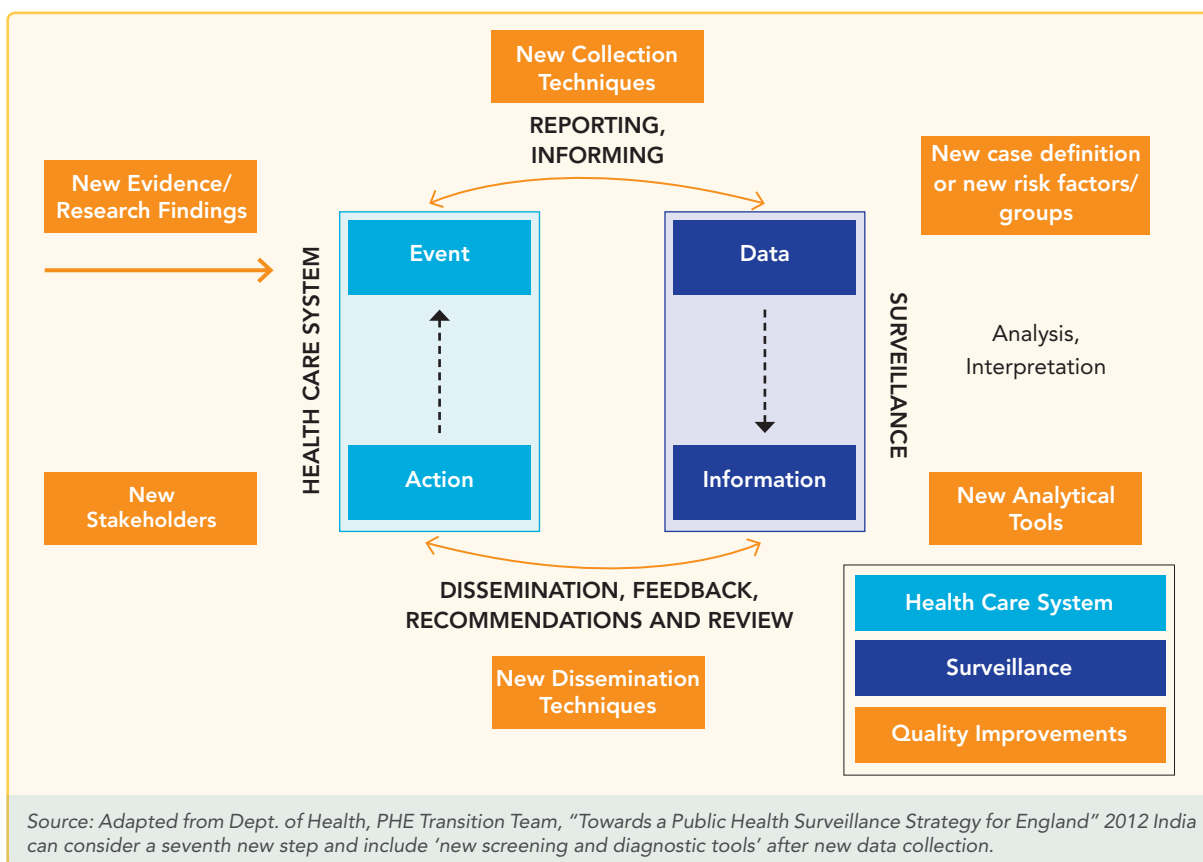 New Collection
Techniques
REPORTING,
INFORMING
New Evidence/
Research Findings
New case definition
or new risk factors/
groups
HEALTH CARE SYSTEM
Event
Data
SURVEILLANCE
Analysis,
Interpretation
Action
Information
New
Stakeholders
New Analytical
Tools
DISSEMINATION, FEEDBACK,
RECOMMENDATIONS AND REVIEW
New Dissemination
Techniques
Health Care System
Surveillance
Quality Improvements
Source: Adapted from Dept. of Health, PHE Transition Team, "Towards a Public Health Surveillance Strategy for England" 2012 India
can consider a seventh new step and include 'new screening and diagnostic tools' after new data collection.